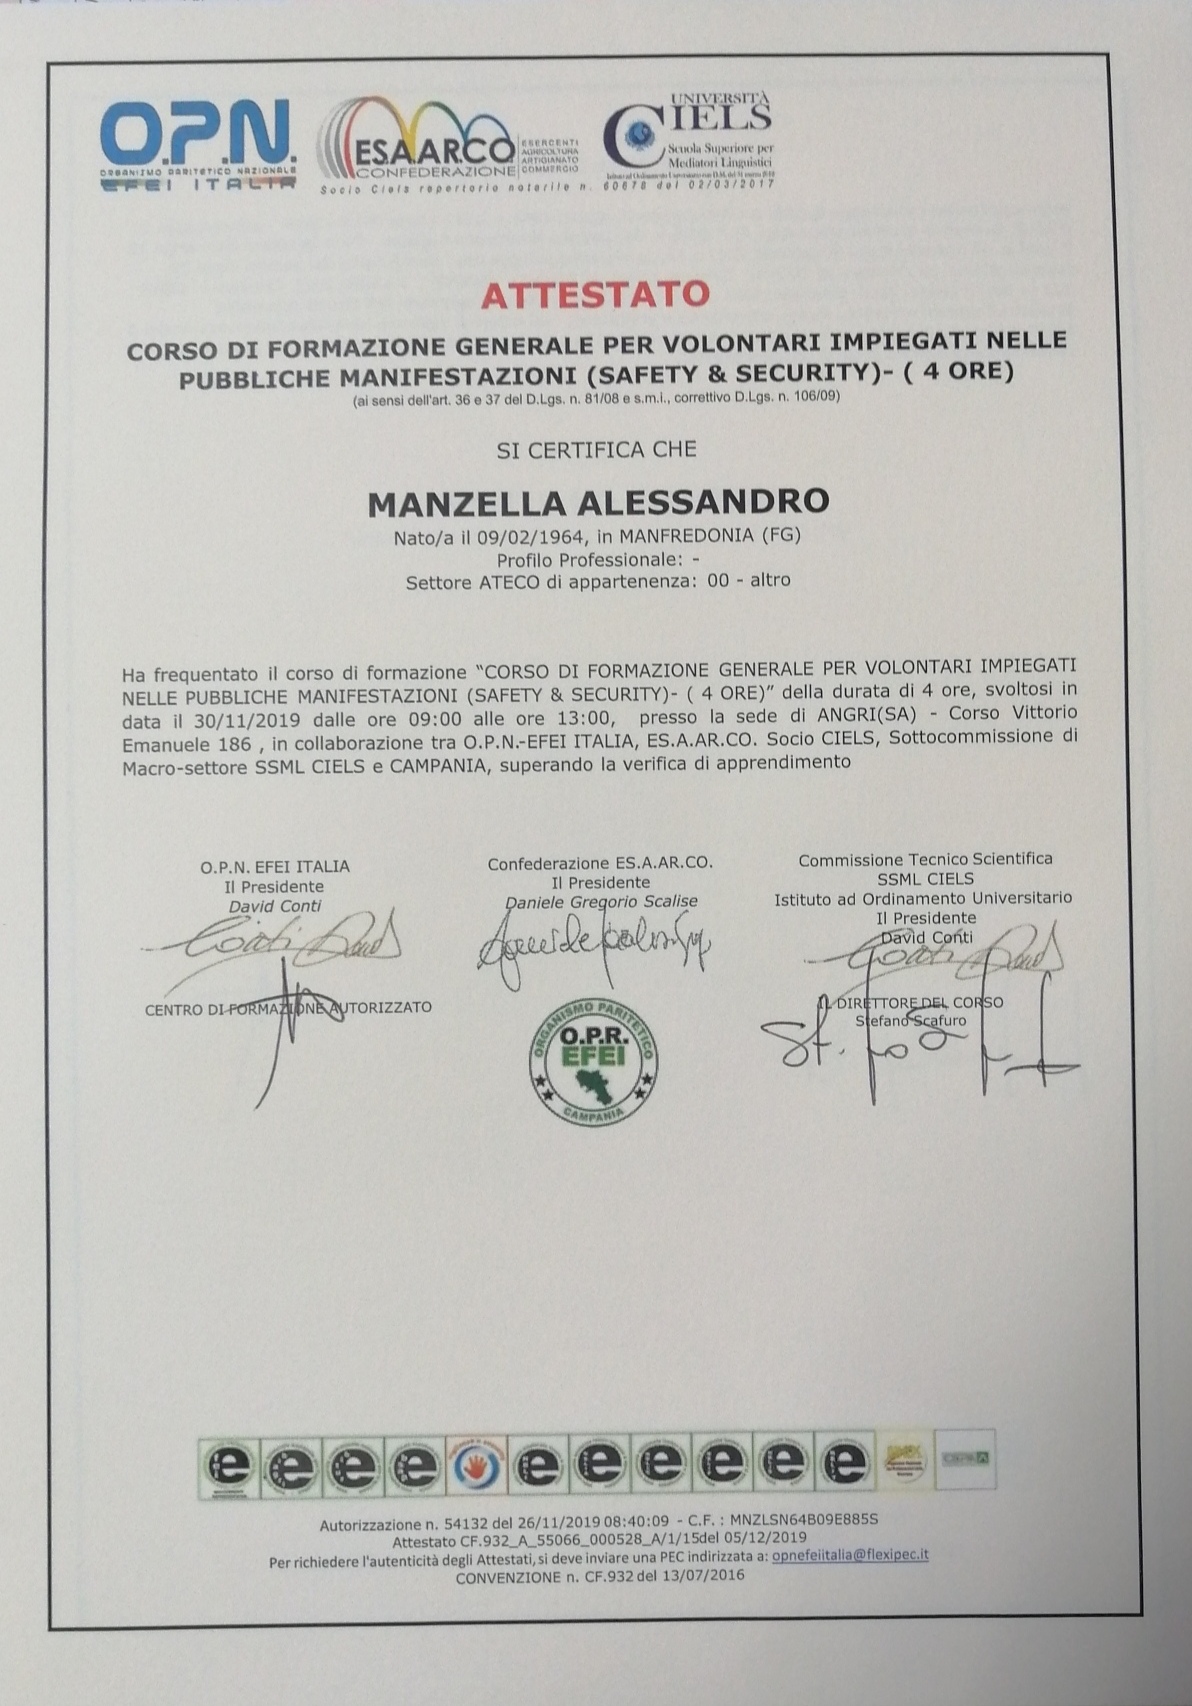 O.P.N.
ORGANISMO PARITETICO NAZIONALE
EFEI ITALIA
ES.A.AR.CO
CONFEDERAZIONE
ESERCENTI
AGRICOLTURA
ARTIGIANATO
COMMERCIO
Socio Ciels repertorio notarile n. 60678 del 02/03/2017
UNIVERSITÀ
CIELS
Scuola Superiore per
Mediatori Linguistici
ATTESTATO
CORSO DI FORMAZIONE GENERALE PER VOLONTARI IMPIEGATI NELLE
PUBBLICHE MANIFESTAZIONI (SAFETY & SECURITY)- ( 4 ORE)
(ai sensi dell'art. 36 e 37 del D.Lgs. n. 81/08 e s.m.i., correttivo D.Lgs. n. 106/09)
SI CERTIFICA CHE
MANZELLA ALESSANDRO
Nato/a il 09/02/1964, in MANFREDONIA (FG)
Profilo Professionale: -
Settore ATECO di appartenenza: 00 - altro
Ha frequentato il corso di formazione “CORSO DI FORMAZIONE GENERALE PER VOLONTARI IMPIEGATI
NELLE PUBBLICHE MANIFESTAZIONI (SAFETY & SECURITY)- ( 4 ORE)” della durata di 4 ore, svoltosi in
data il 30/11/2019 dalle ore 09:00 alle ore 13:00, presso la sede di ANGRI(SA) - Corso Vittorio
Emanuele 186 , in collaborazione tra O.P.N.-EFEI ITALIA, ES.A.AR.CO. Socio CIELS, Sottocommissione di
Macro-settore SSML CIELS e CAMPANIA, superando la verifica di apprendimento
O.P.N. EFEI ITALIA
Il Presidente
David Conti
Confederazione ES.A.AR.CO.
Il Presidente
Daniele Gregorio Scalise
Commissione Tecnico Scientifica
SSML CIELS
Istituto ad Ordinamento Universitario
Il Presidente
David Conti
CENTRO DI FORMAZIONE AUTORIZZATO
ORGANISMO PARITETICO
O.P.R.
EFEI
CAMPANIA
IL DIRETTORE DEL CORSO
Stefano Scafuro
Autorizzazione n. 54132 del 26/11/2019 08:40:09 - C.F. : MNZLSN64B09E885S
Attestato CF.932_A_55066_000528_A/1/15del 05/12/2019
Per richiedere l'autenticità degli Attestati, si deve inviare una PEC indirizzata a: opnefeiitalia@flexipec.it
CONVENZIONE n. CF.932 del 13/07/2016